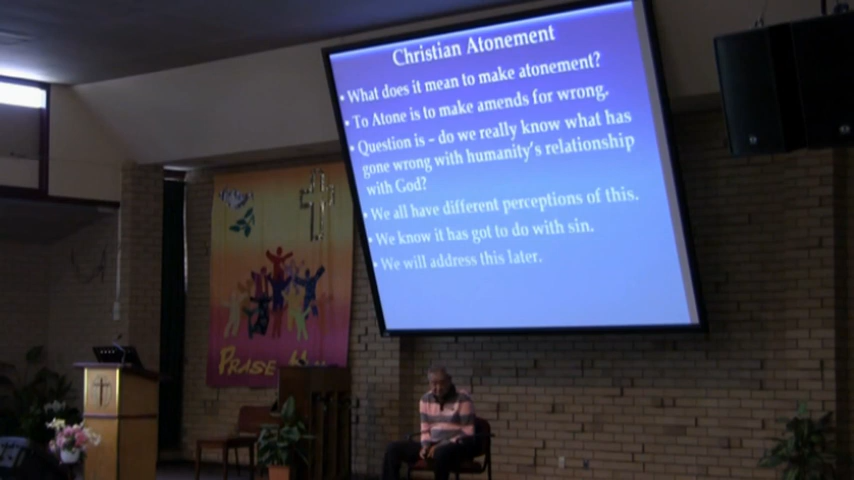 Christian Atonement
• What does it mean to make atonement?
• To Atone is to make amends for wrong.
• Question is – do we really know what has
gone wrong with humanity's relationship
with God?
• We all have different perceptions of this.
• We know it has got to do with sin.
• We will address this later.
PRAISE